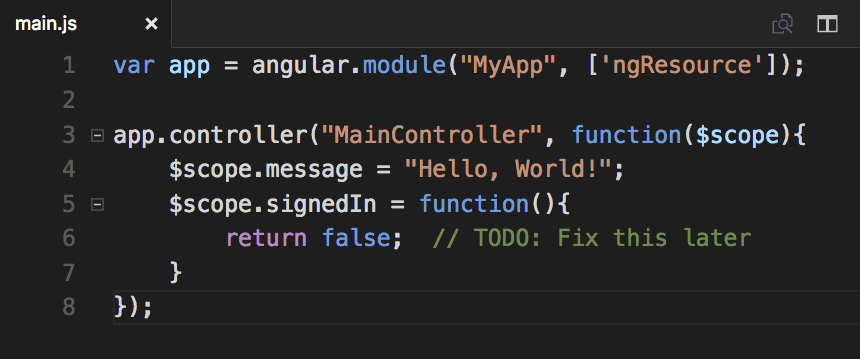 main.js ×
1 var app = angular.module("MyApp", ['ngResource']);
2
3 app.controller("MainController", function($scope){
4     $scope.message = "Hello, World!";
5     $scope.signedIn = function(){
6         return false;  // TODO: Fix this later
7     }
8 });